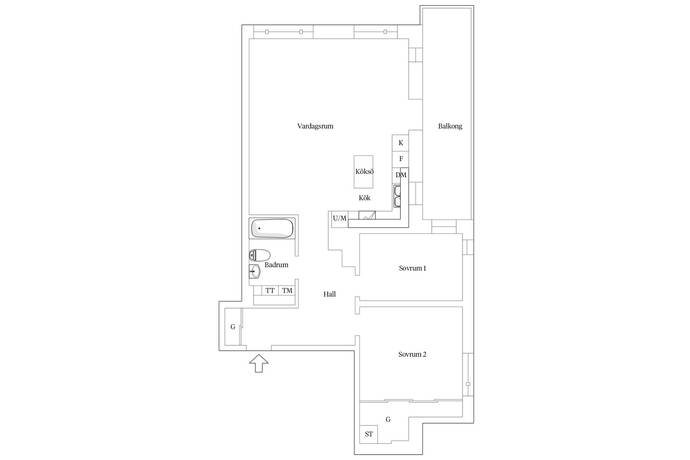 Vardagsrum
Balkong
K
F
Köksö
DM
Kök
U/M
Badrum
Sovrum 1
TT
TM
Hall
G
Sovrum 2
G
ST